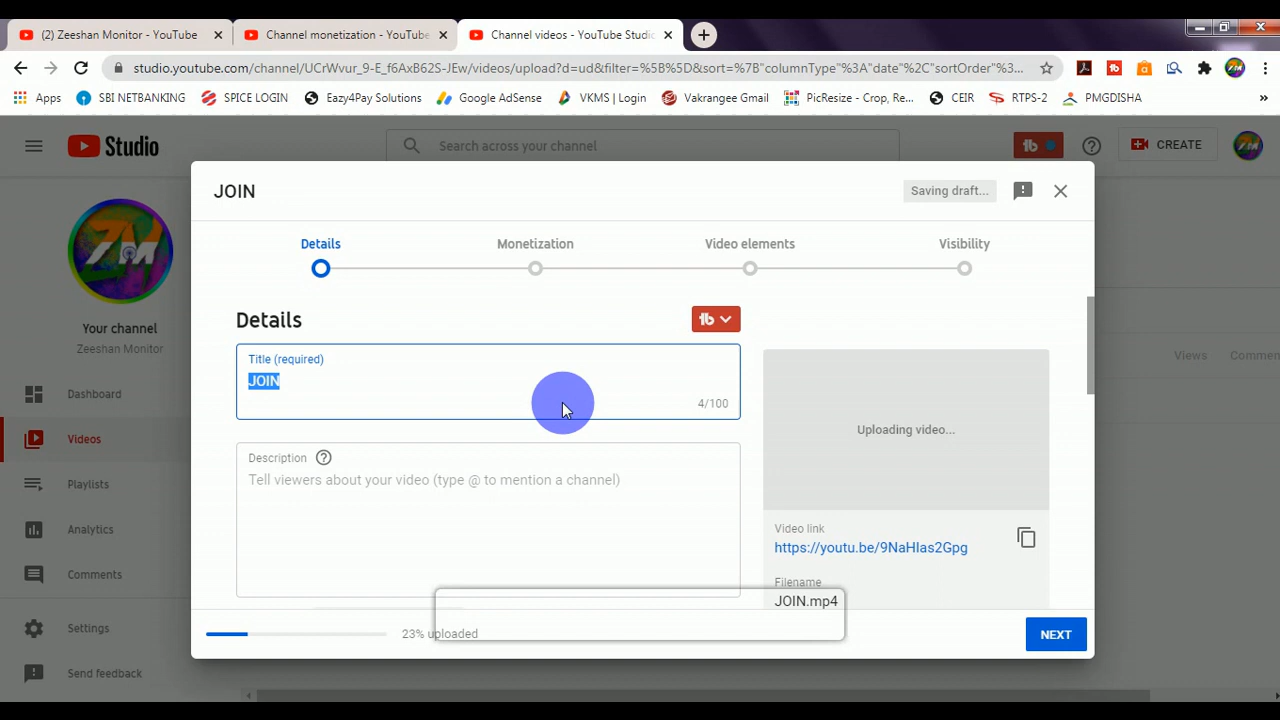 (2) Zeeshan Monitor - YouTube
Channel monetization - YouTube
Channel videos - YouTube Studio
studio.youtube.com/channel/UCrWvur_9-E_f6AxB62S-JEw/videos/upload?d=ud&filter=%5B%5D&sort=%7B"columnType"%3A"date"%2C"sortOrder"%3...
Apps
SBI NETBANKING
SPICE LOGIN
Eazy4Pay Solutions
Google AdSense
VKMS | Login
Vakrangee Gmail
PicResize - Crop, Re...
CEIR
RTPS-2
PMGDISHA
»
Studio
Search across your channel
CREATE
JOIN
Saving draft...
Details
Monetization
Video elements
Visibility
ZM
Your channel
Zeeshan Monitor
Dashboard
Videos
Playlists
Analytics
Comments
Settings
Send feedback
Details
Title (required)
JOIN
4/100
Description
Tell viewers about your video (type @ to mention a channel)
Uploading video...
Video link
https://youtu.be/9NaHIas2Gpg
Filename
JOIN.mp4
23% uploaded
NEXT
Views
Commen